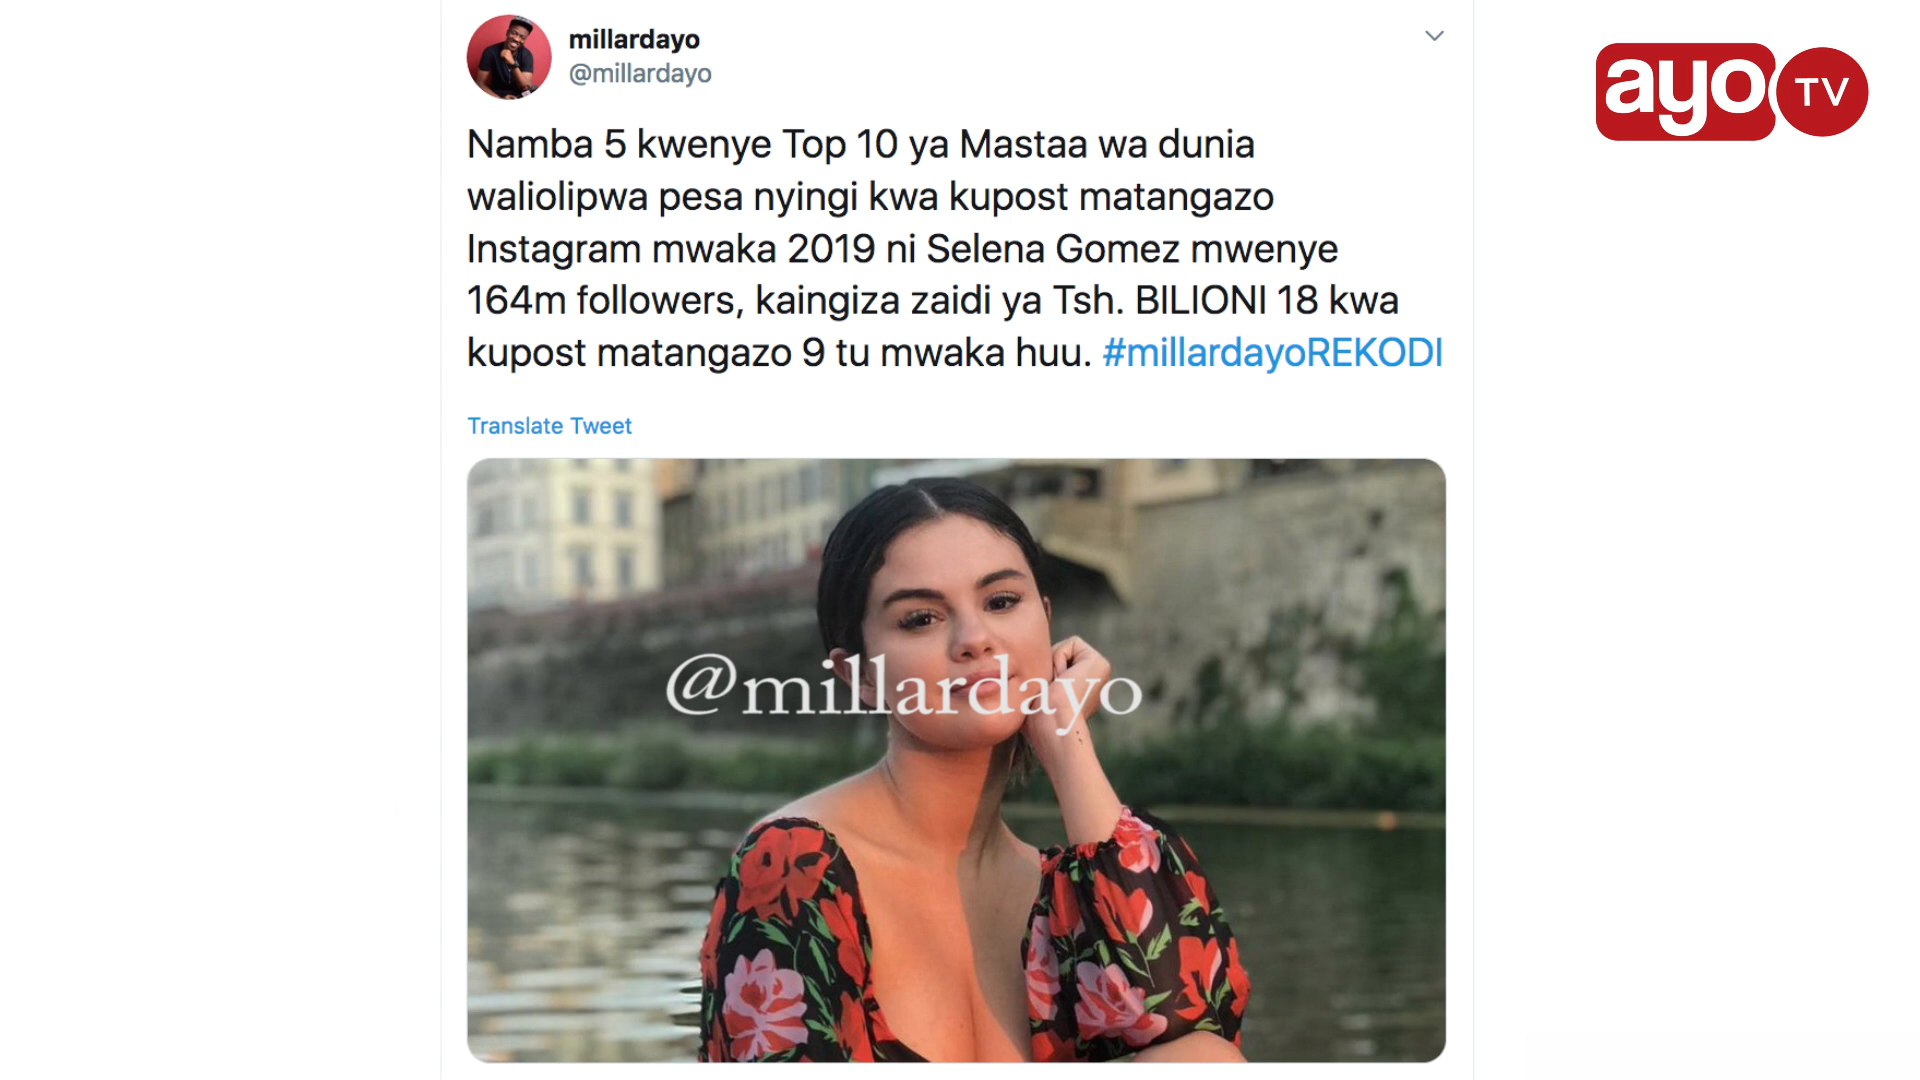 millardayo
@millardayo
ayo TV
Namba 5 kwenye Top 10 ya Mastaa wa dunia
waliolipwa pesa nyingi kwa kupost matangazo
Instagram mwaka 2019 ni Selena Gomez mwenye
164m followers, kaingiza zaidi ya Tsh. BILIONI 18 kwa
kupost matangazo 9 tu mwaka huu. #millardayoREKODI
Translate Tweet
@millardayo